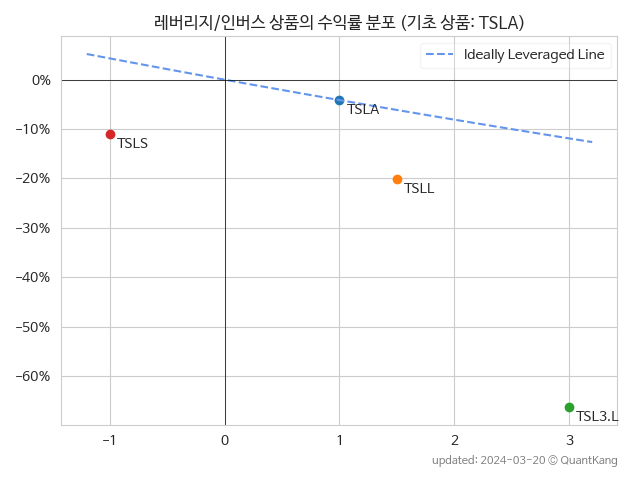 레버리지/인버스 상품의 수익률 분포 (기초 상품: TSLA)
Ideally Leveraged Line
0%
−10%
−20%
−30%
−40%
−50%
−60%
TSLA
TSLS
TSLL
TSL3.L
−1
0
1
2
3
updated: 2024-03-20 © QuantKang